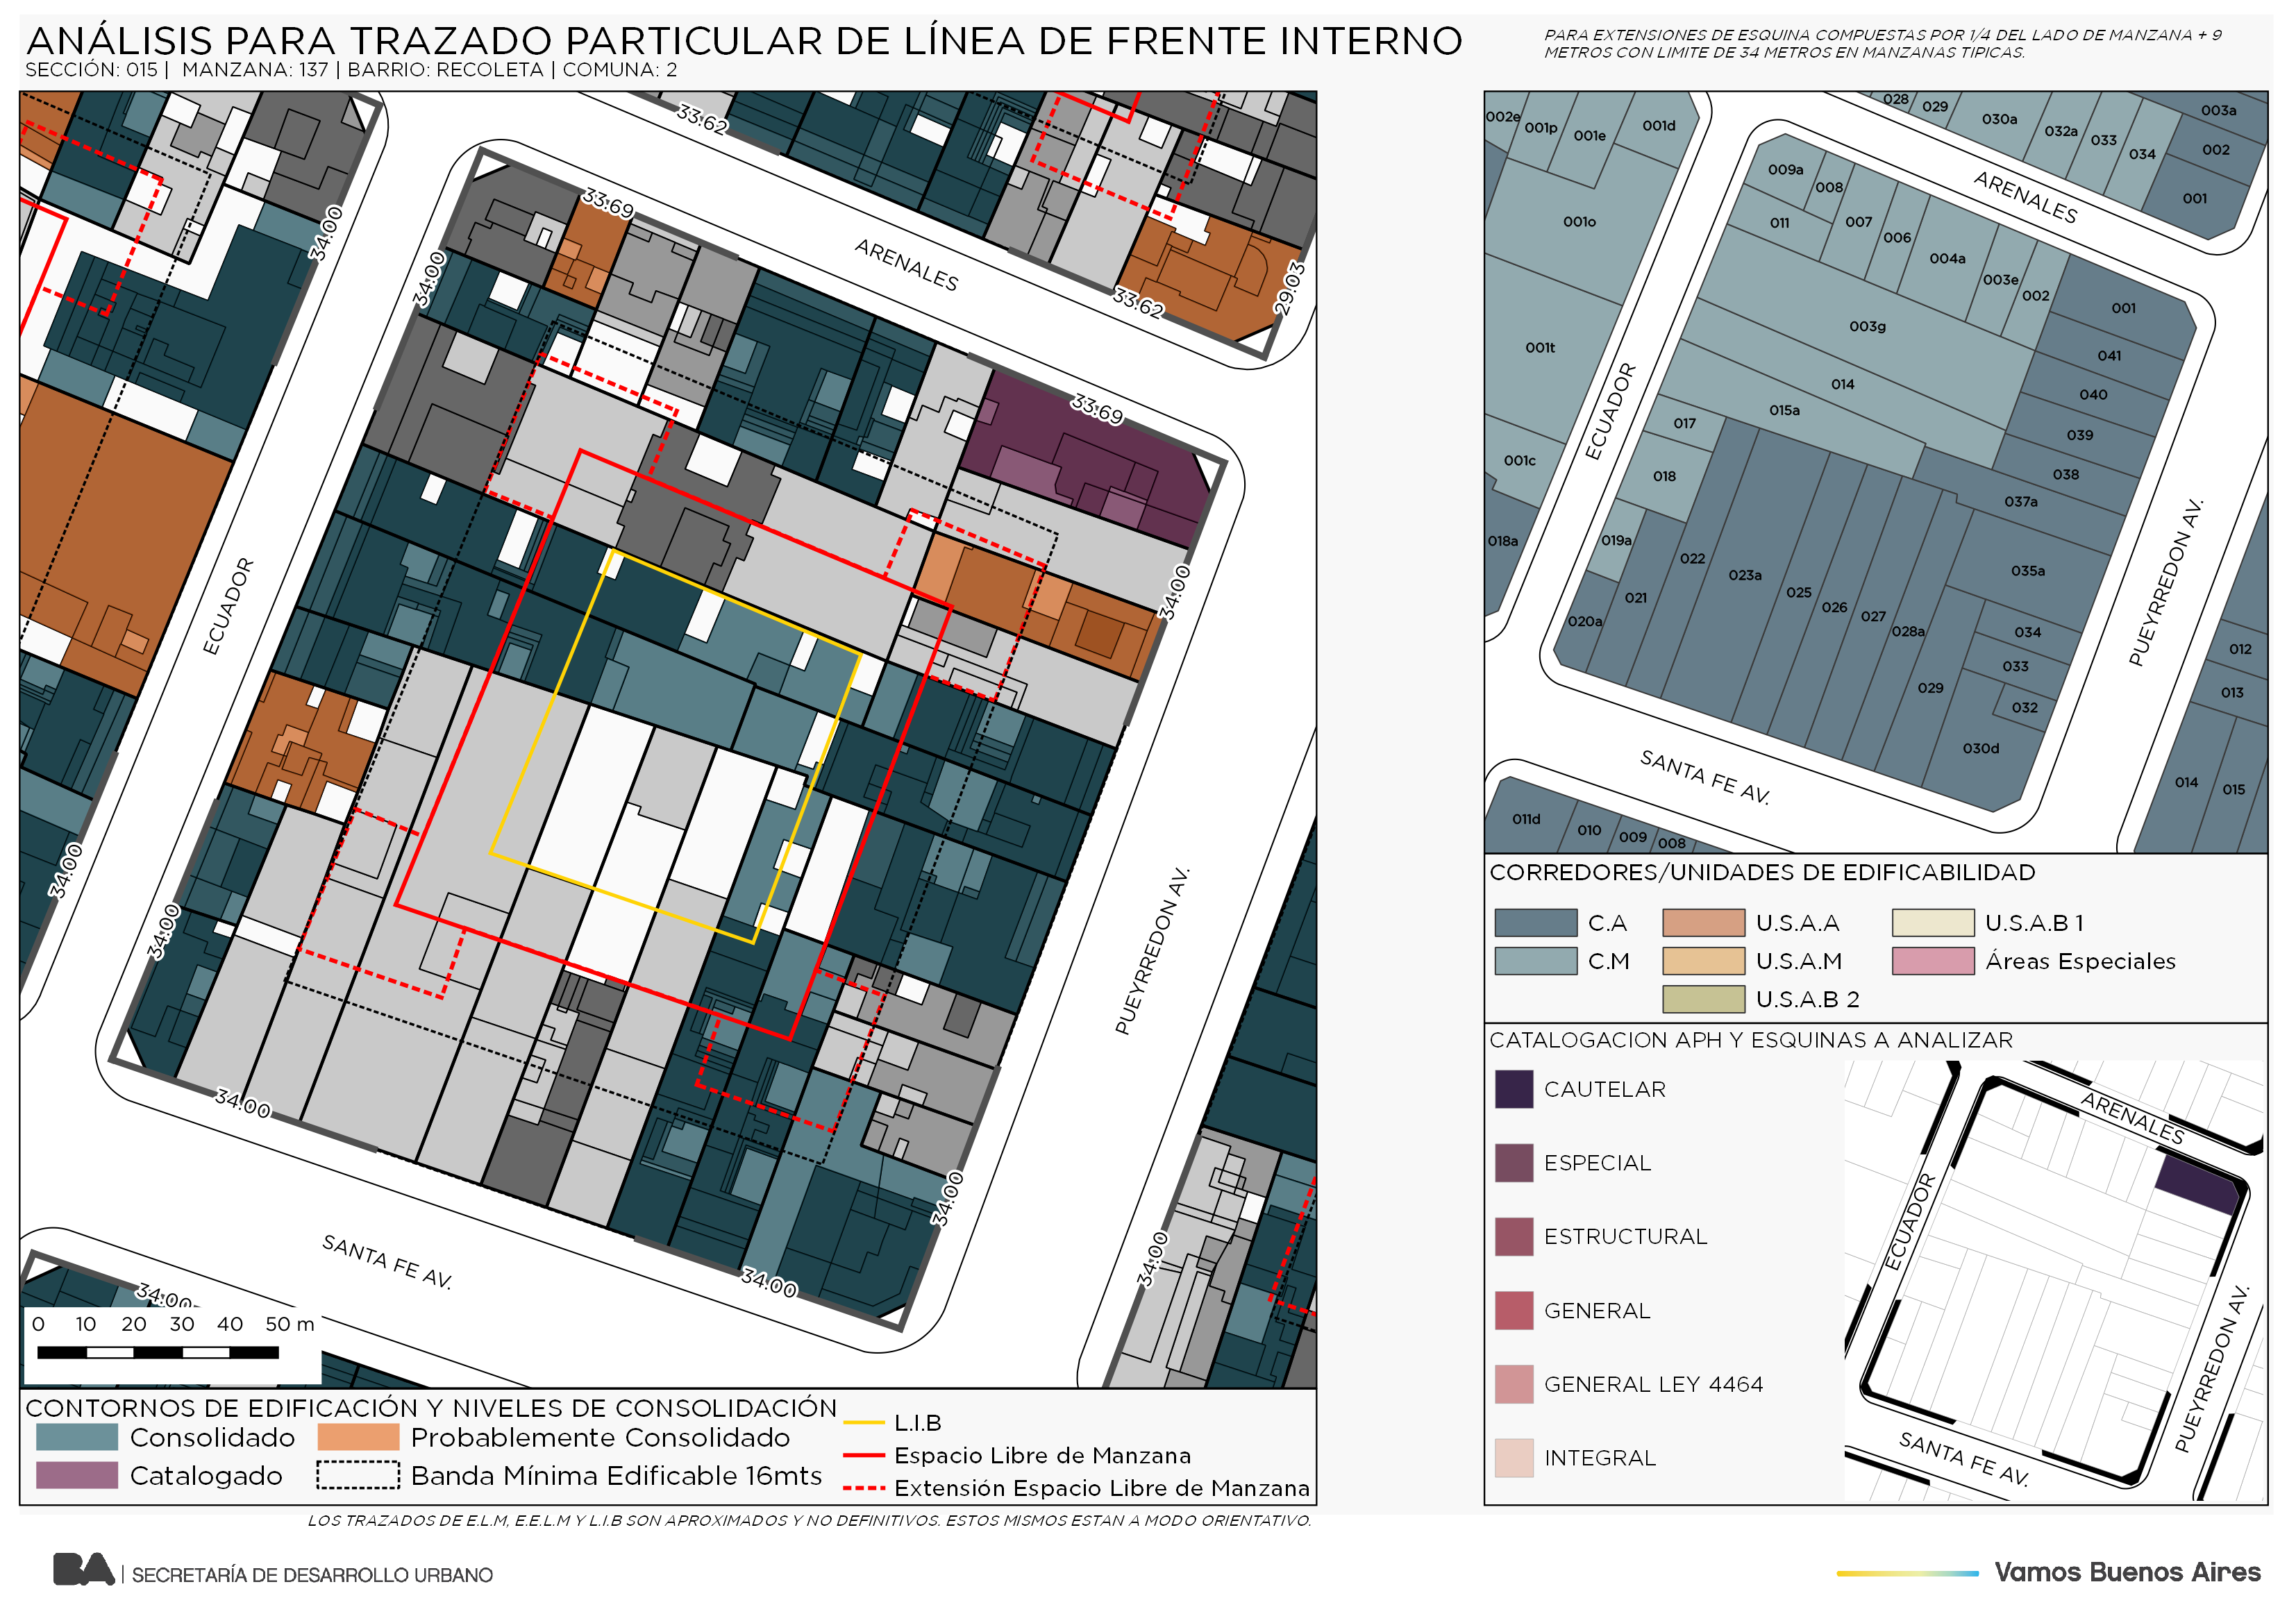 ANÁLISIS PARA TRAZADO PARTICULAR DE LÍNEA DE FRENTE INTERNO
SECCIÓN: 015 | MANZANA: 137 | BARRIO: RECOLETA | COMUNA: 2
PARA EXTENSIONES DE ESQUINA COMPUESTAS POR 1/4 DEL LADO DE MANZANA + 9
METROS CON LIMITE DE 34 METROS EN MANZANAS TIPICAS.
33.62
34.00
33.69
34.00
ARENALES
33.62
29.03
33.69
34.00
ECUADOR
34.00
34.00
PUEYRREDON AV.
34.00
34.00
34.00
SANTA FE AV.
34.00
34.00
0 10 20 30 40 50 m
CONTORNOS DE EDIFICACIÓN Y NIVELES DE CONSOLIDACIÓN
Consolidado
Probablemente Consolidado
Catalogado
Banda Mínima Edificable 16mts
L.I.B
Espacio Libre de Manzana
Extensión Espacio Libre de Manzana
LOS TRAZADOS DE E.L.M, E.E.L.M Y L.I.B SON APROXIMADOS Y NO DEFINITIVOS. ESTOS MISMOS ESTAN A MODO ORIENTATIVO.
002e
001p
001e
001d
028
029
030a
032a
033
034
003a
002
001
001o
009a
008
011
007
006
004a
003e
002
001
ARENALES
001t
003g
041
014
040
015a
039
017
038
ECUADOR
001c
018
037a
018a
019a
022
023a
035a
021
025
020a
026
027
028a
034
033
029
032
030d
PUEYRREDON AV.
012
013
014
015
SANTA FE AV.
011d
010
009
008
CORREDORES/UNIDADES DE EDIFICABILIDAD
C.A
U.S.A.A
U.S.A.B 1
C.M
U.S.A.M
Áreas Especiales
U.S.A.B 2
CATALOGACION APH Y ESQUINAS A ANALIZAR
CAUTELAR
ESPECIAL
ESTRUCTURAL
GENERAL
GENERAL LEY 4464
INTEGRAL
ARENALES
ECUADOR
PUEYRREDON AV.
SANTA FE AV.
BA | SECRETARÍA DE DESARROLLO URBANO
Vamos Buenos Aires